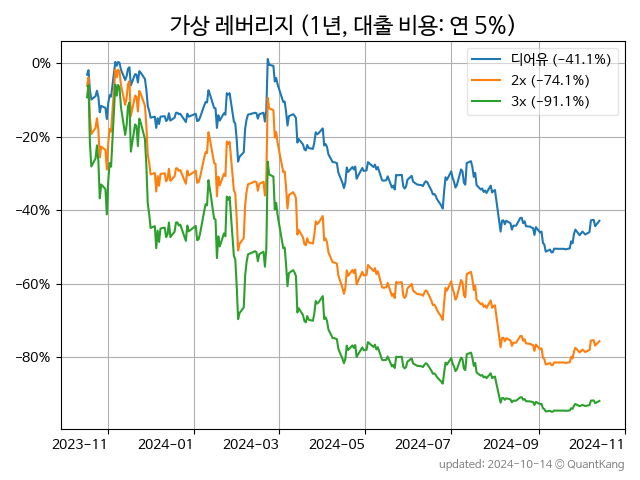 가상 레버리지 (1년, 대출 비용: 연 5%)
디어유 (−41.1%)
2x (−74.1%)
3x (−91.1%)
0%
−20%
−40%
−60%
−80%
2023-11 2024-01 2024-03 2024-05 2024-07 2024-09 2024-11
updated: 2024-10-14 © QuantKang